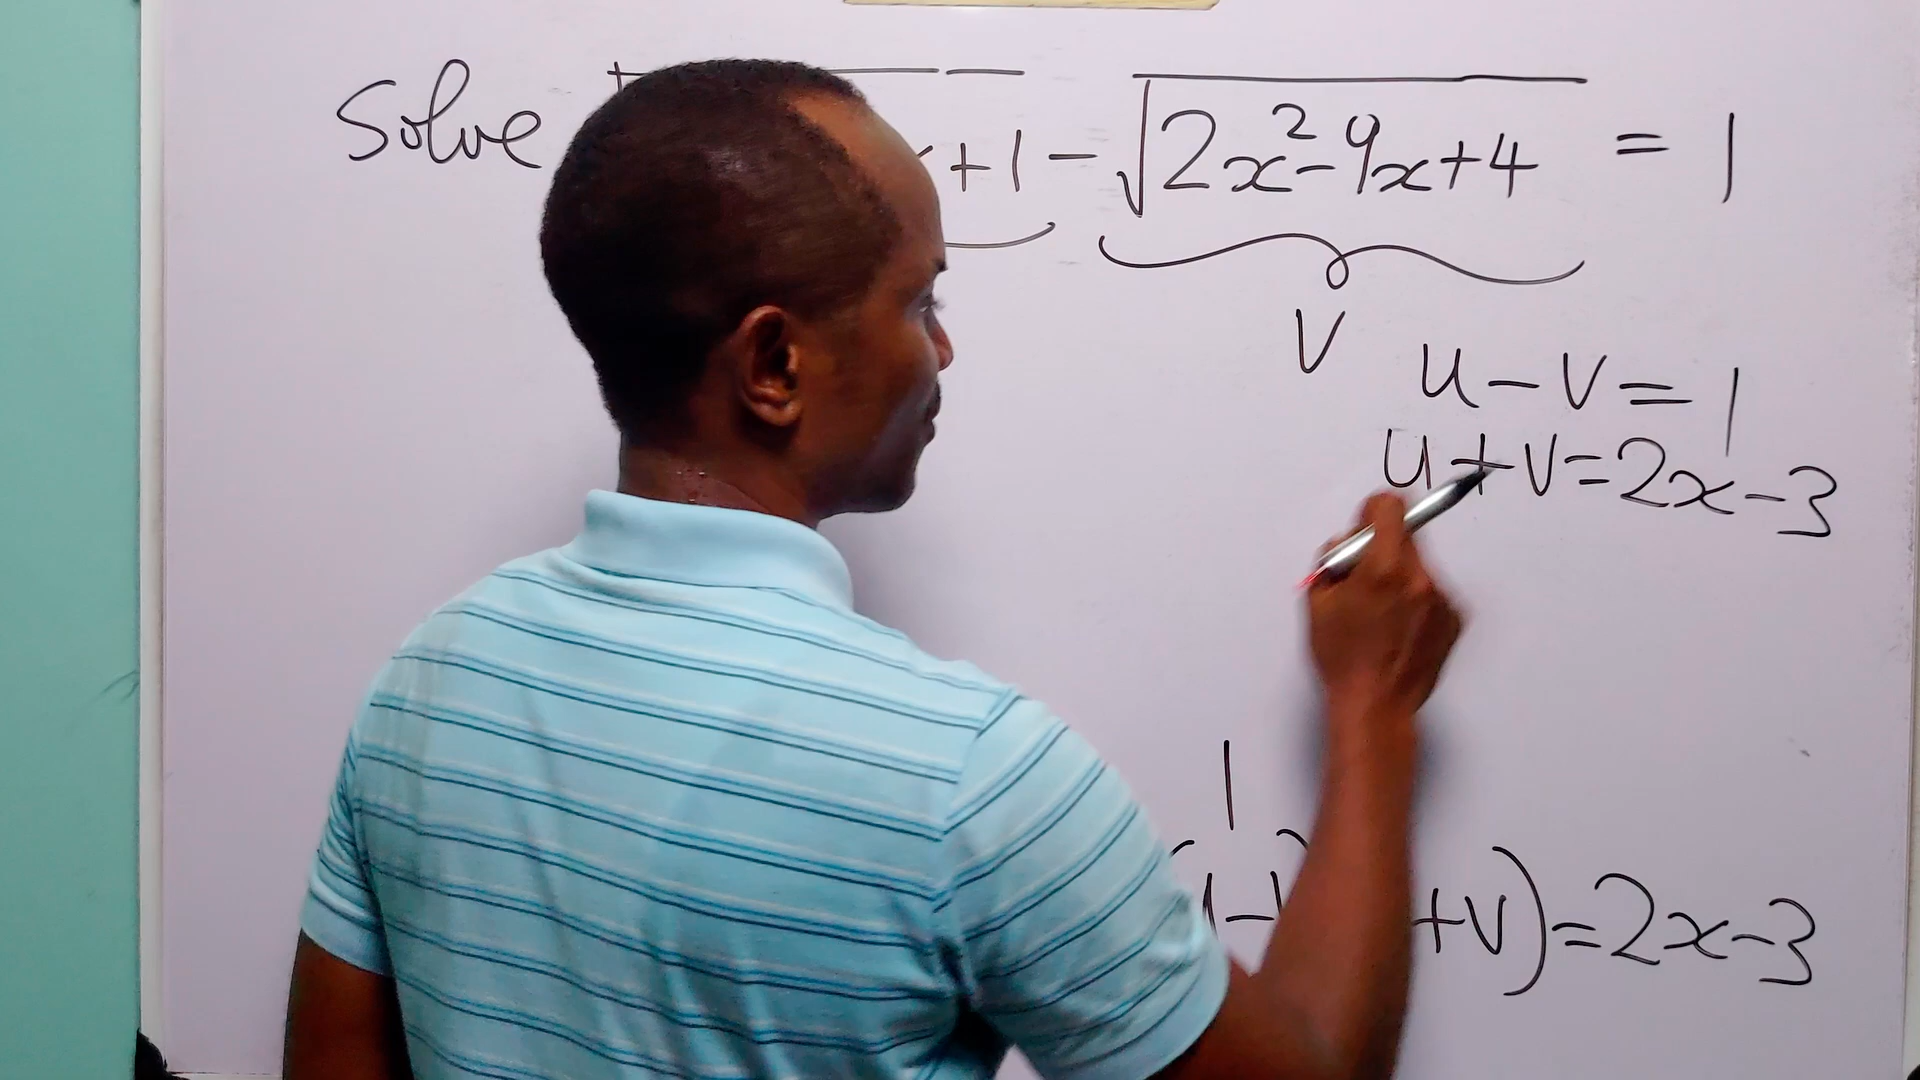 Solve +1 - √2x²-9x+4 = 1
V
u - v = 1
u + v = 2x - 3
1
+v) = 2x - 3